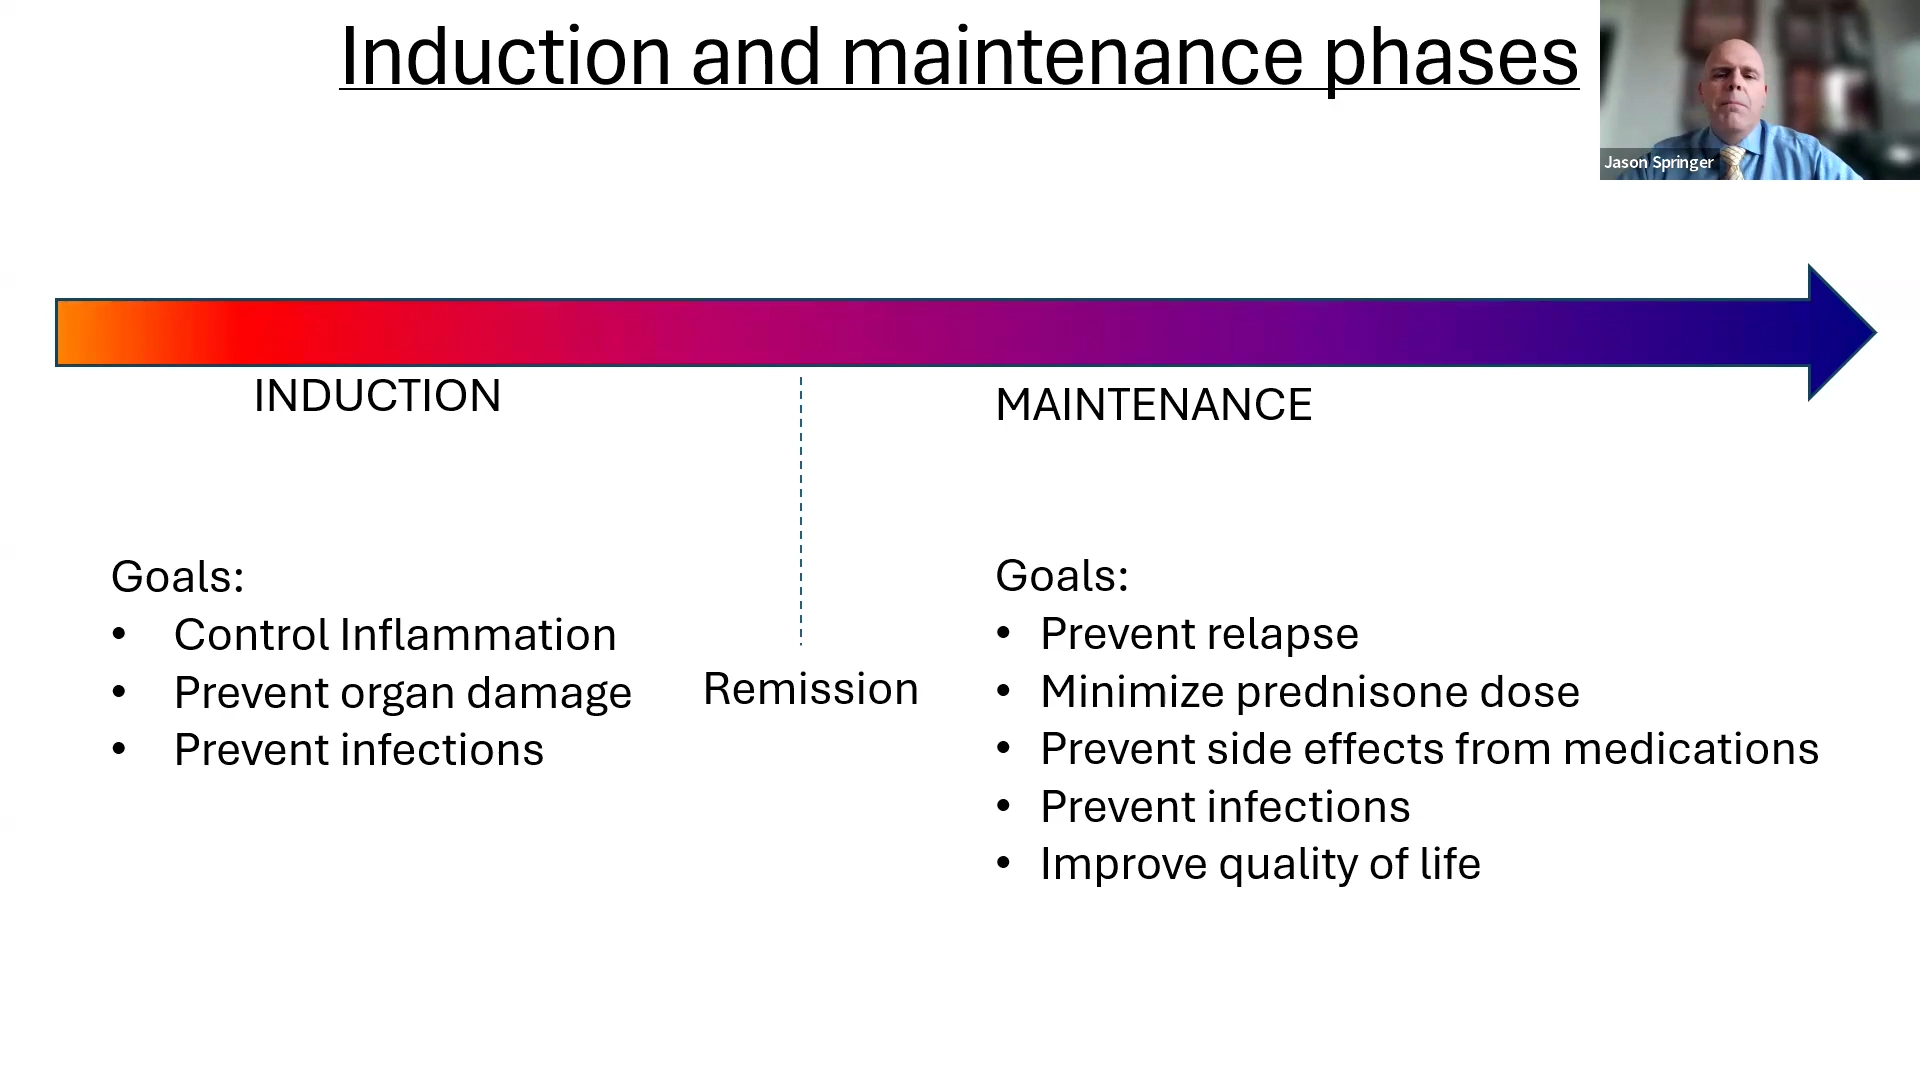 Induction and maintenance phases
Jason Springer
INDUCTION
MAINTENANCE
Goals:
• Control Inflammation
• Prevent organ damage
• Prevent infections
Remission
Goals:
• Prevent relapse
• Minimize prednisone dose
• Prevent side effects from medications
• Prevent infections
• Improve quality of life